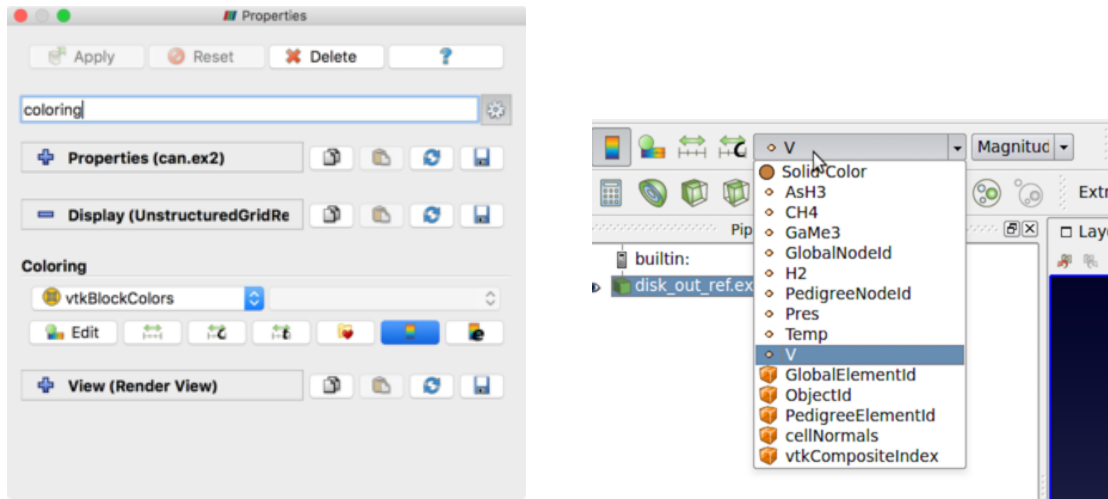 Properties
Apply Reset Delete ?
coloring
Properties (can.ex2)
Display (UnstructuredGridRe
Coloring
vtkBlockColors
Edit
View (Render View)
V Magnitud
Solid Color
AsH3
CH4
GaMe3
GlobalNodeId
H2
PedigreeNodeId
Pres
Temp
V
GlobalElementId
ObjectId
PedigreeElementId
cellNormals
vtkCompositeIndex
Extr
Pip
Lay
builtin:
disk_out_ref.ex